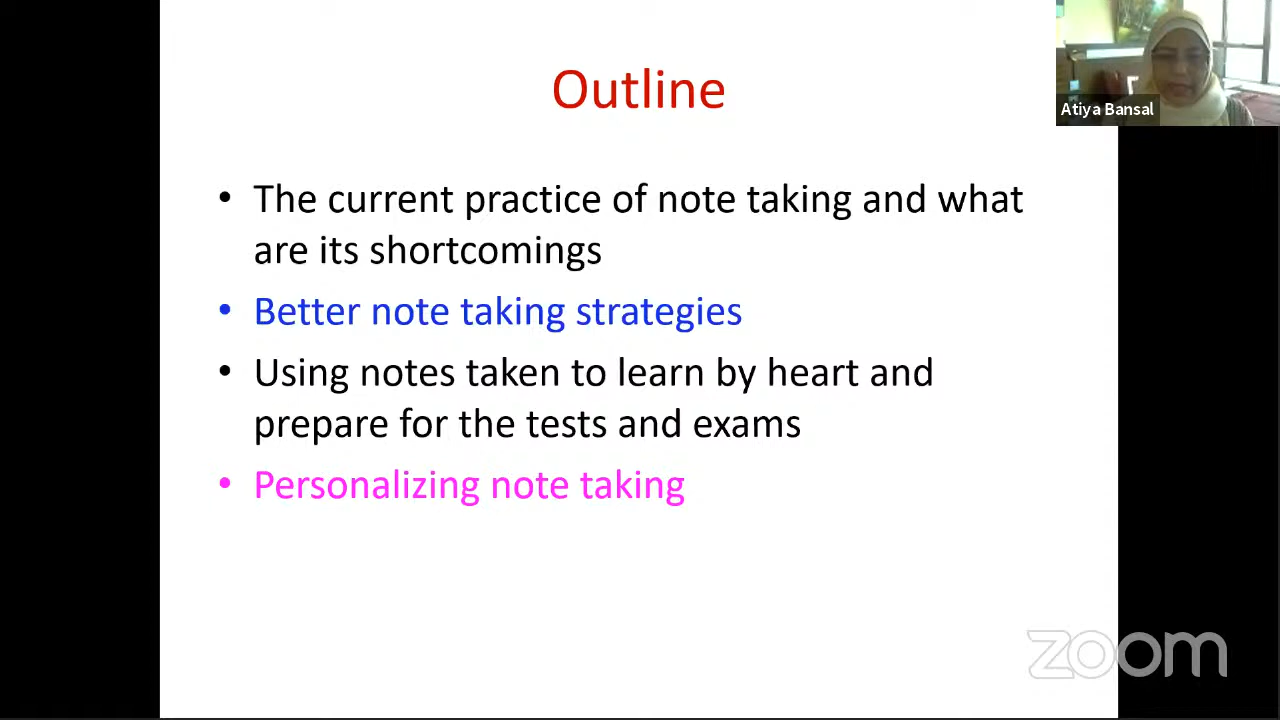 Outline
Atiya Bansal
• The current practice of note taking and what
are its shortcomings
• Better note taking strategies
• Using notes taken to learn by heart and
prepare for the tests and exams
• Personalizing note taking
zoom